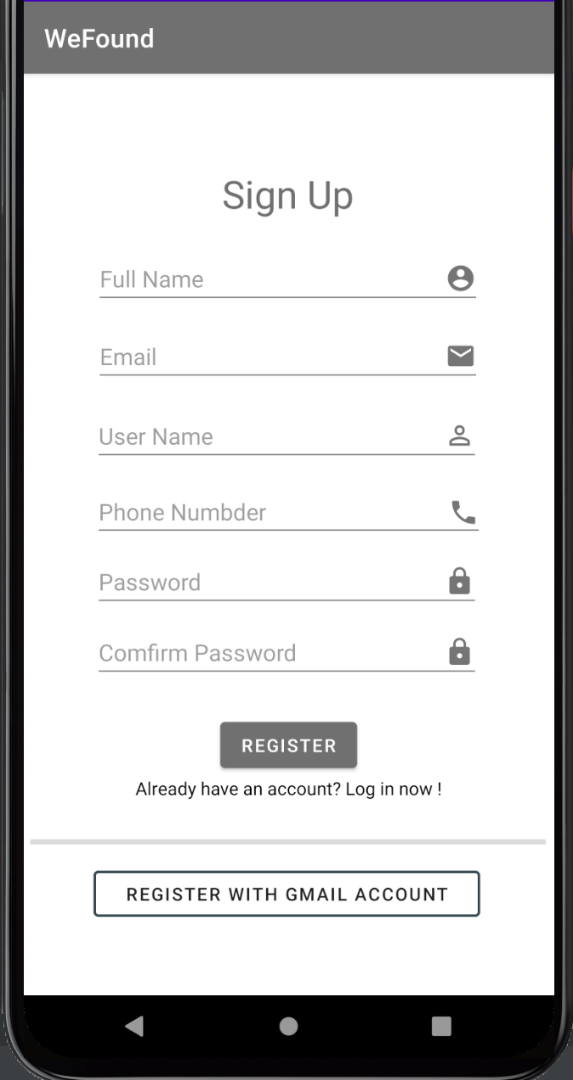 WeFound
Sign Up
Full Name
Email
User Name
Phone Numbder
Password
Comfirm Password
REGISTER
Already have an account? Log in now !
REGISTER WITH GMAIL ACCOUNT